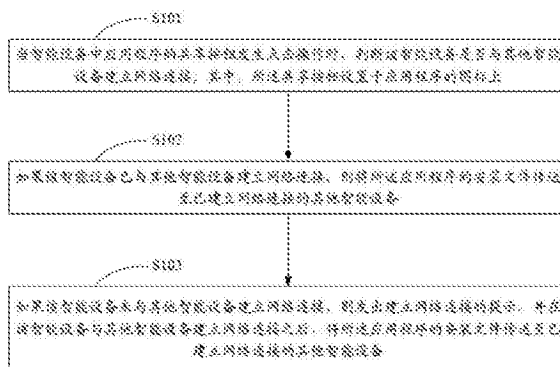 S101
当智能设备中应用程序的共享按钮发生点击操作时，判断该智能设备是否与其他智能
设备建立网络连接；其中，所述共享按钮设置于应用程序的图标上
S102
如果该智能设备已与其他智能设备建立网络连接，则将所述应用程序的安装文件传送
至已建立网络连接的其他智能设备
S103
如果该智能设备未与其他智能设备建立网络连接，则发出建立网络连接的提示，并在
该智能设备与其他智能设备建立网络连接之后，将所述应用程序的安装文件传送至已
建立网络连接的其他智能设备